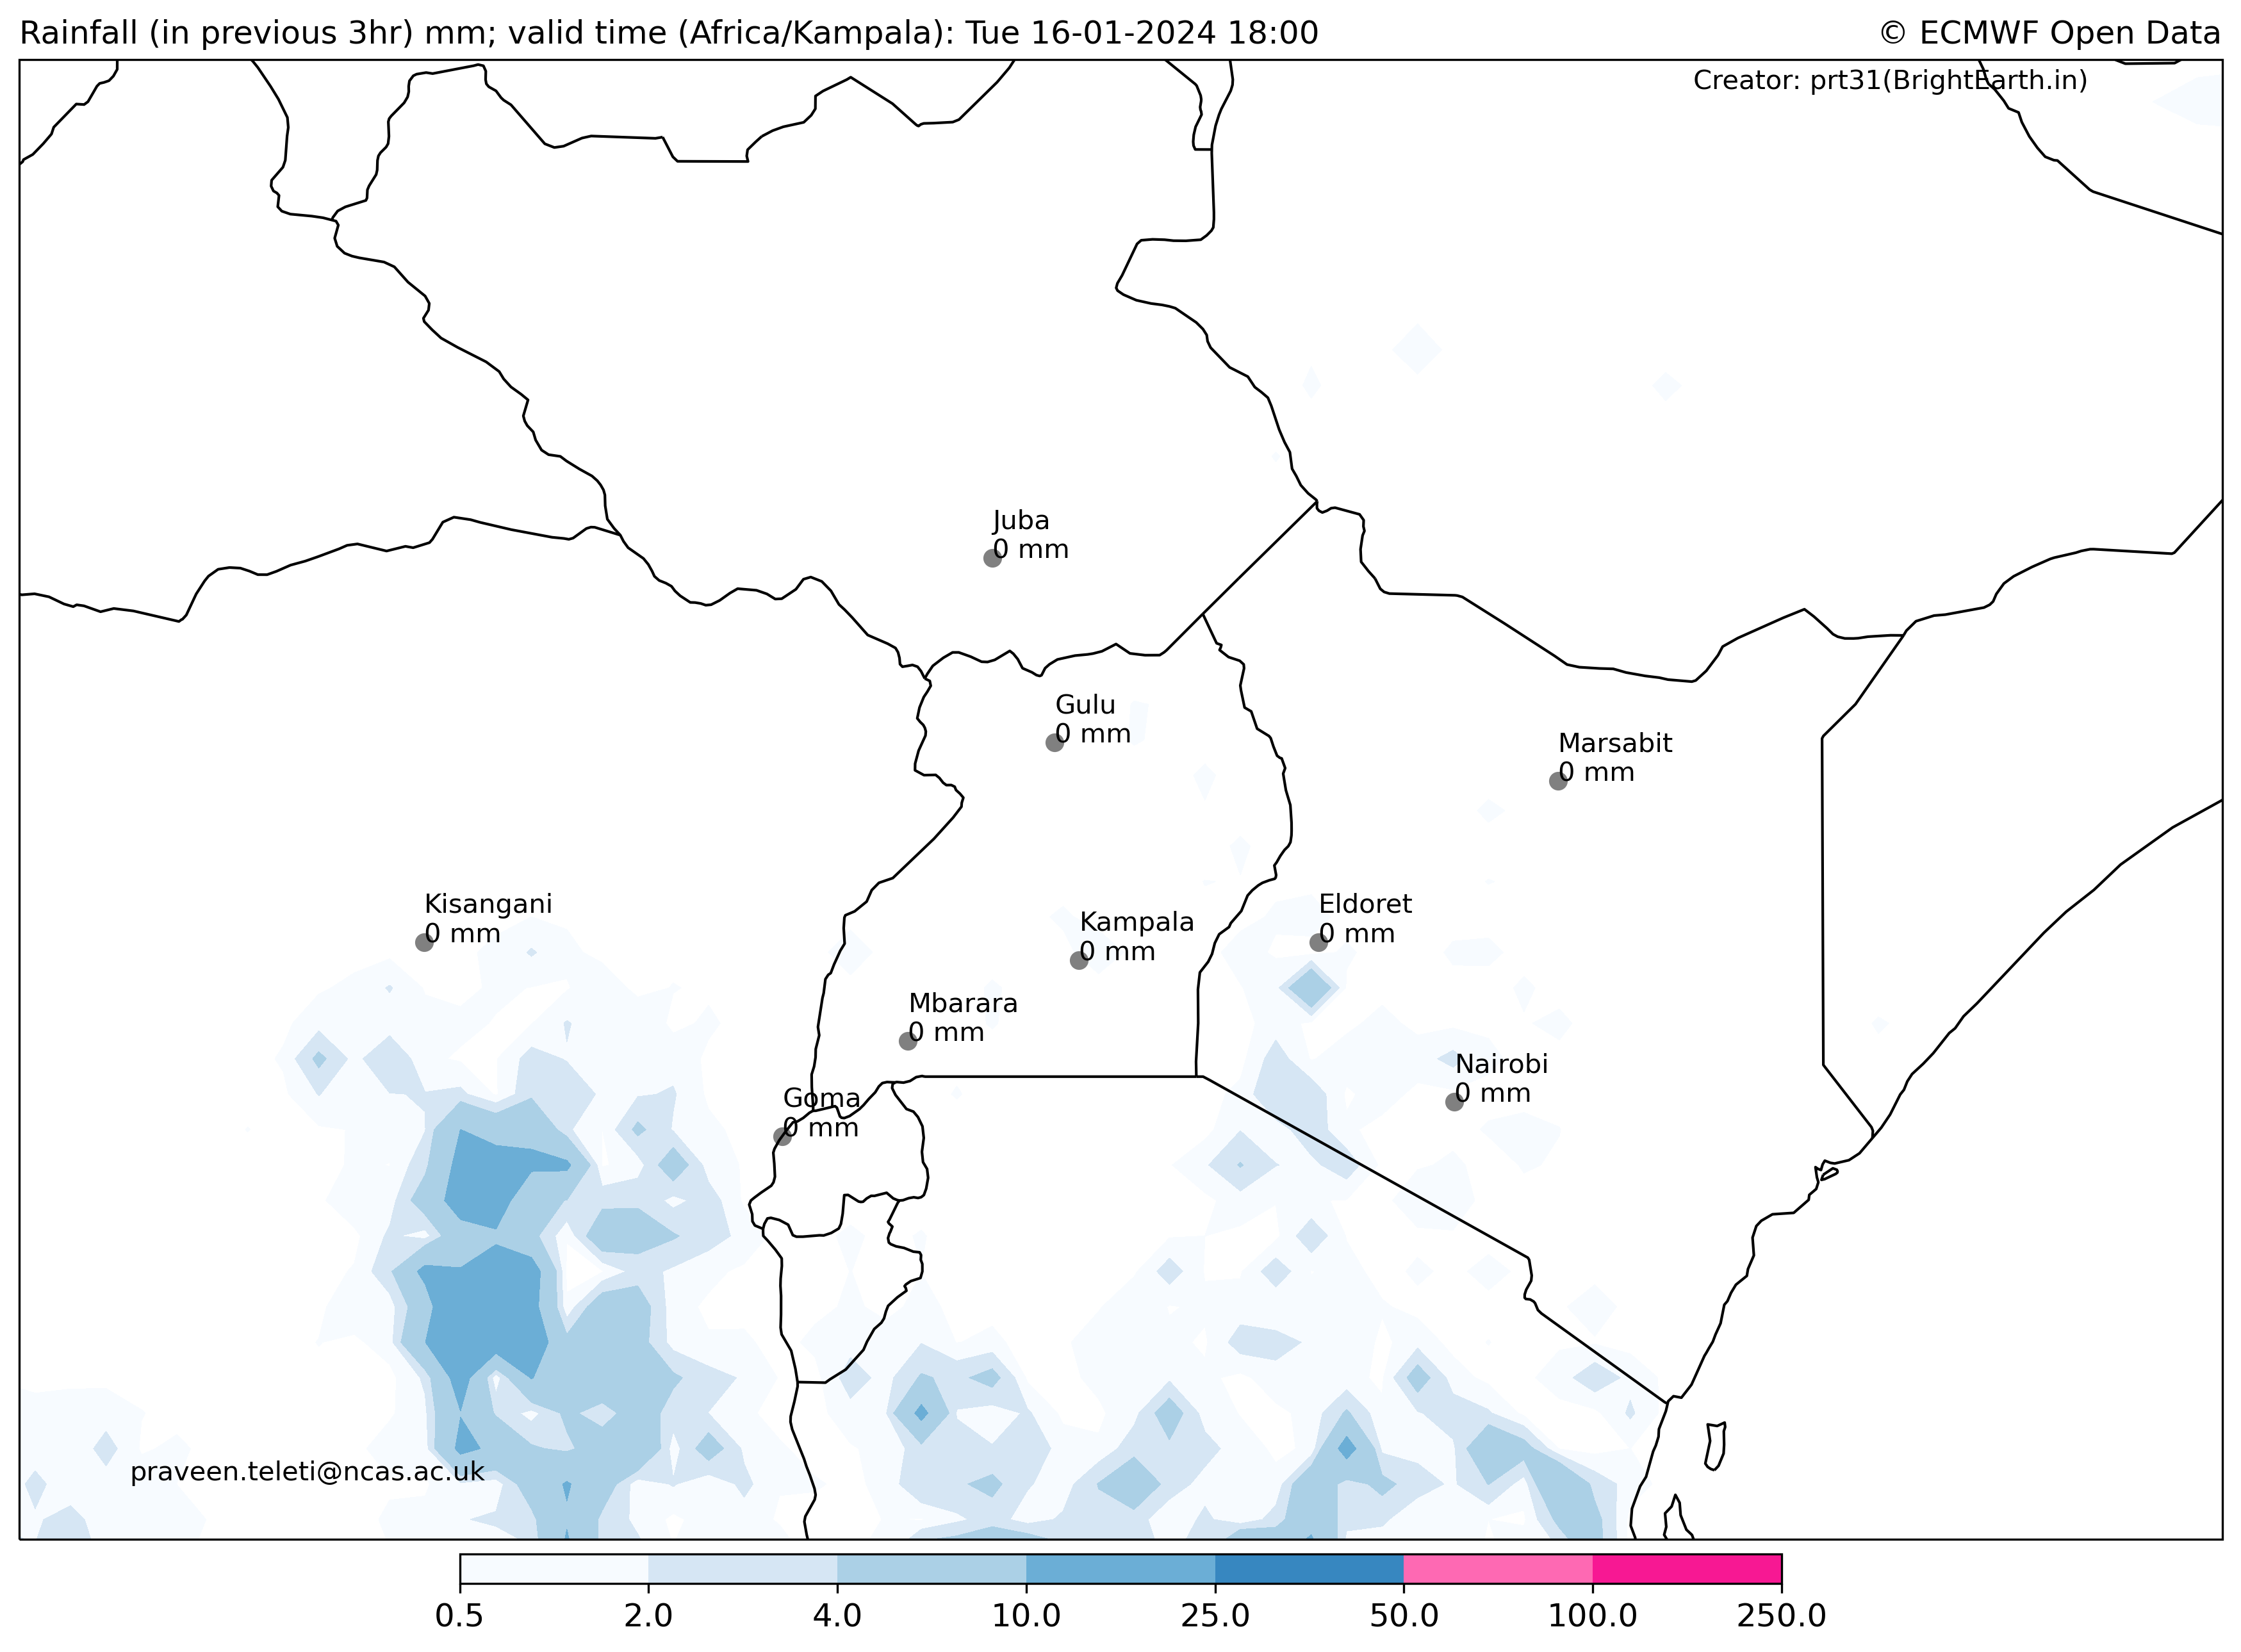 Rainfall (in previous 3hr) mm; valid time (Africa/Kampala): Tue 16-01-2024 18:00
© ECMWF Open Data
Creator: prt31(BrightEarth.in)
Juba
0 mm
Gulu
0 mm
Marsabit
0 mm
Kisangani
0 mm
Eldoret
0 mm
Kampala
0 mm
Mbarara
0 mm
Nairobi
0 mm
Goma
0 mm
praveen.teleti@ncas.ac.uk
0.5 2.0 4.0 10.0 25.0 50.0 100.0 250.0